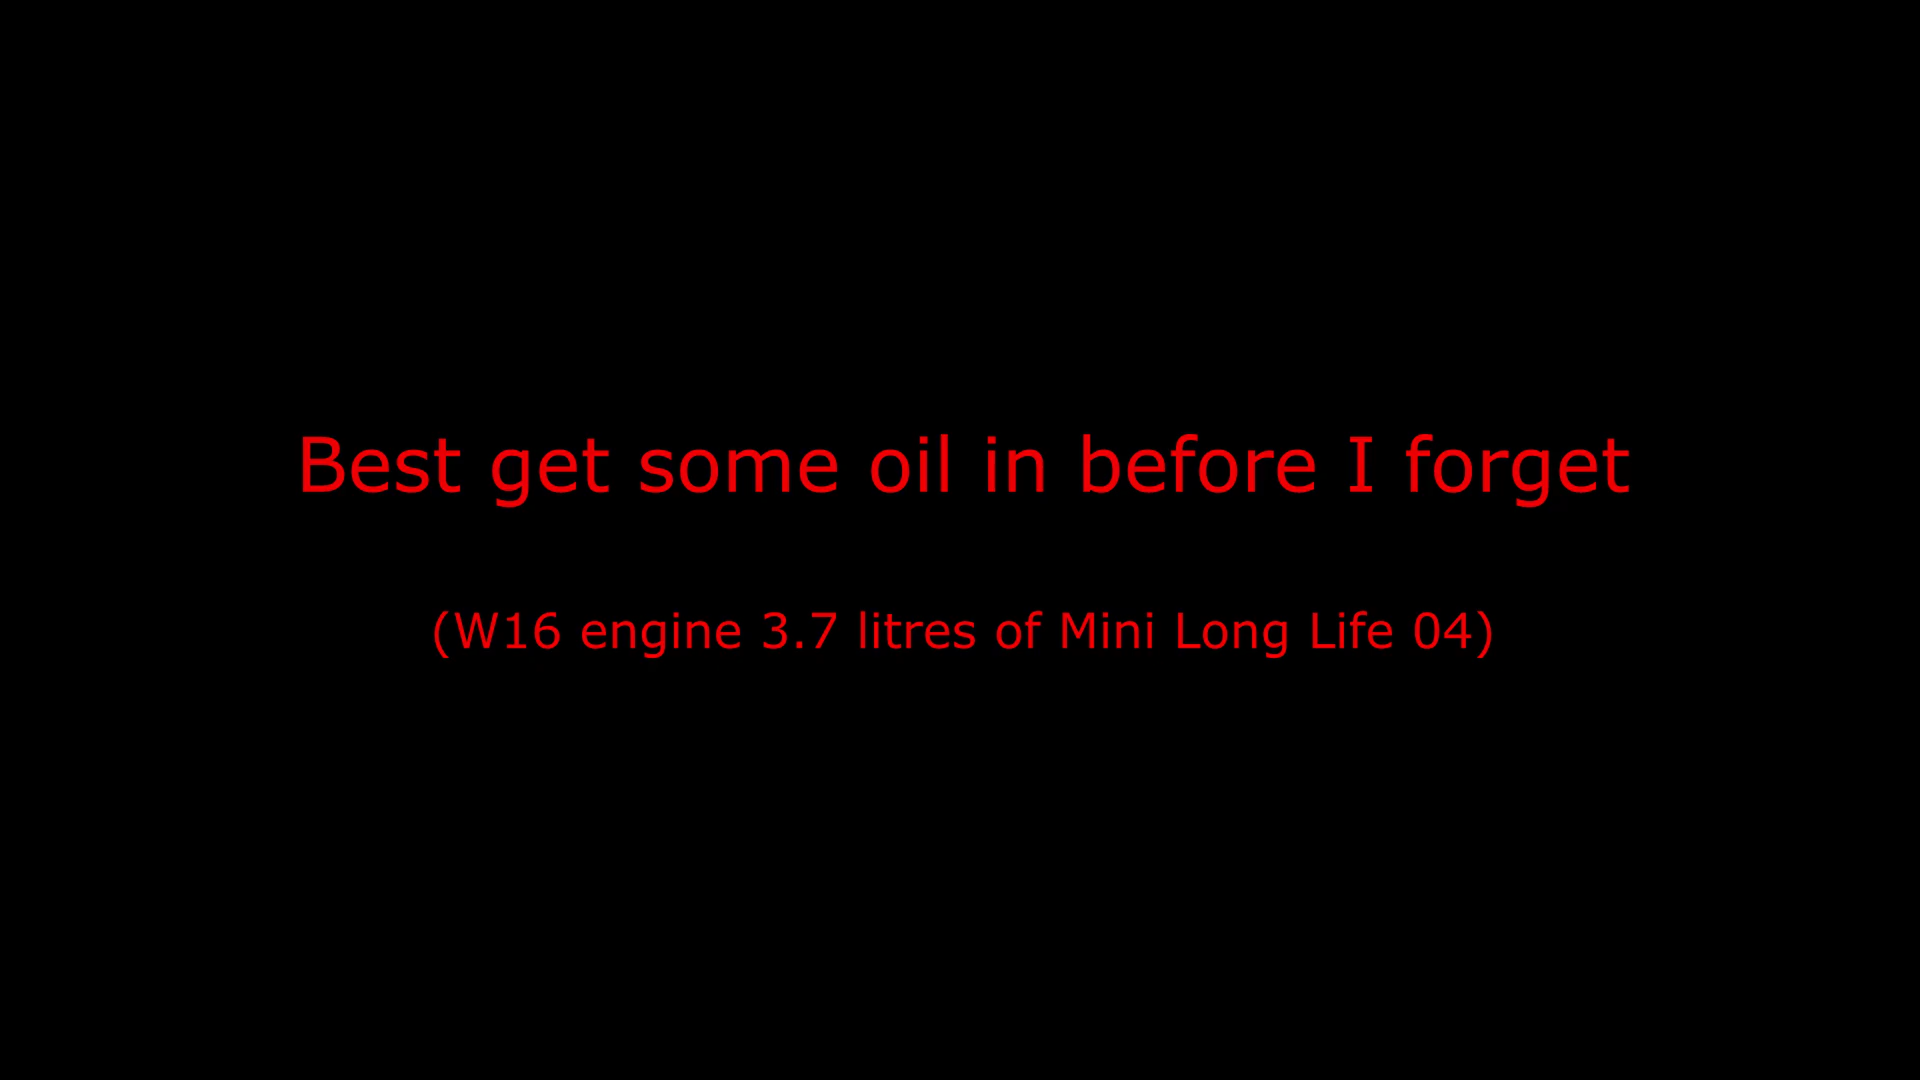 Best get some oil in before I forget
(W16 engine 3.7 litres of Mini Long Life 04)